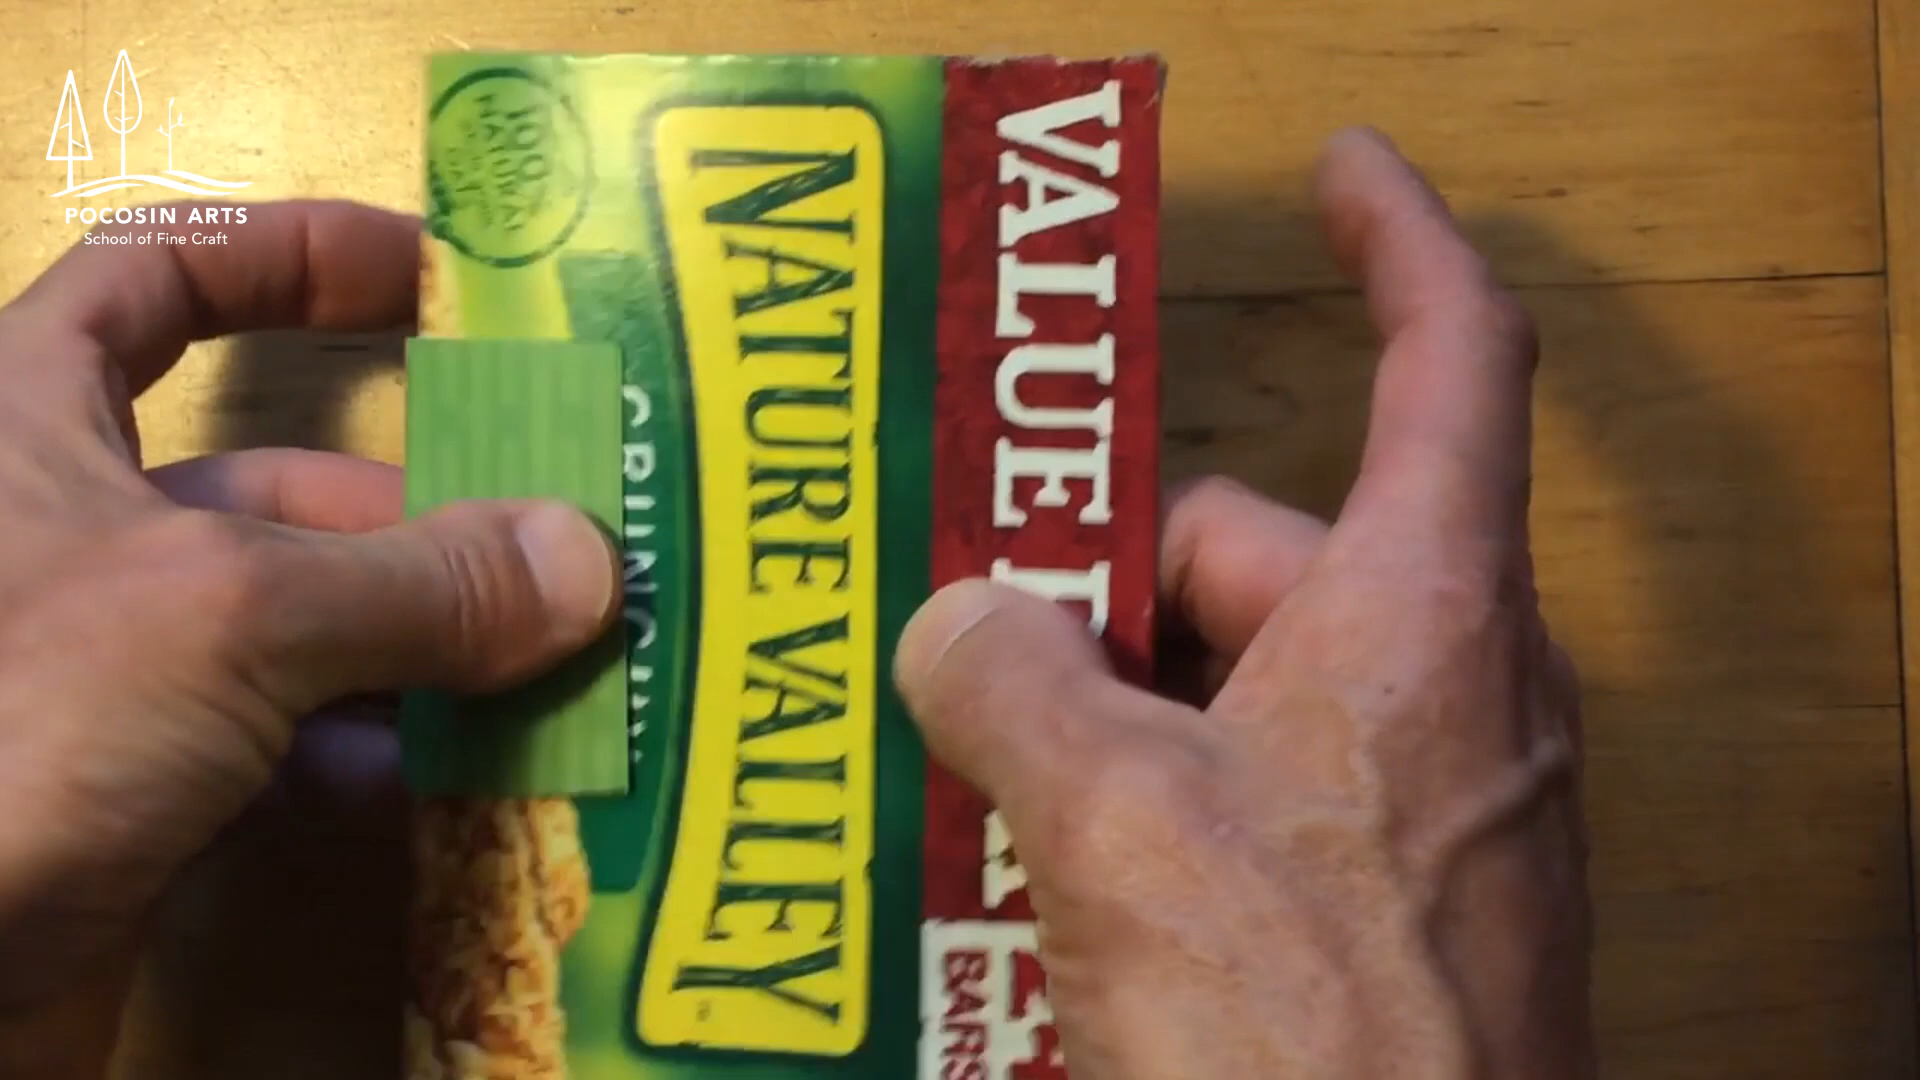 POCOSIN ARTS
School of Fine Craft
100%
NATURAL
NATURE VALLEY
VALUE
BARS